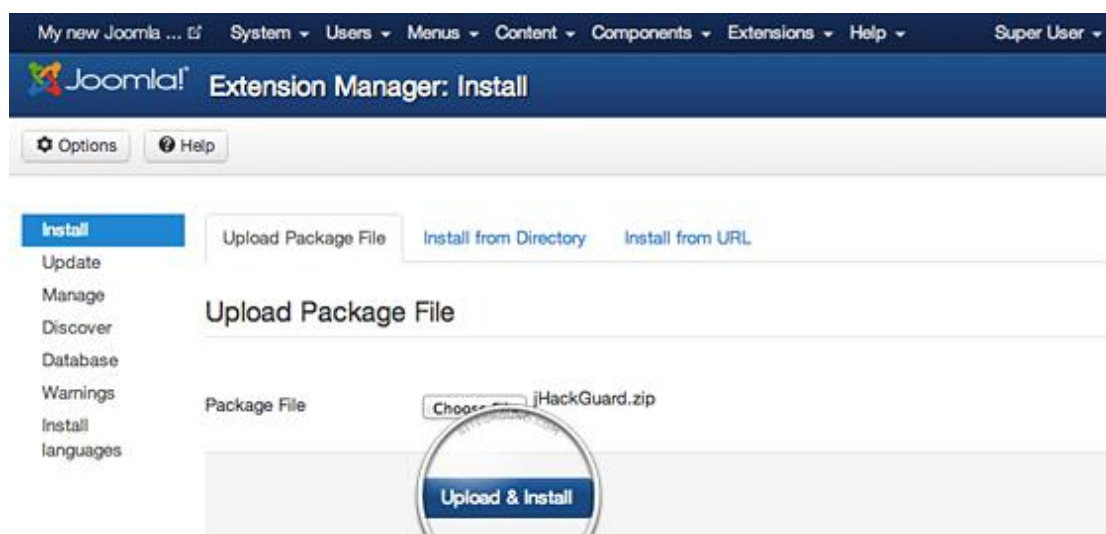 My new Joomla ... System Users Menus Content Components Extensions Help Super User
Joomla!® Extension Manager: Install
Options Help
Install Upload Package File Install from Directory Install from URL
Update
Manage
Upload Package File
Discover
Database
Warnings
Package File jHackGuard.zip
Install
languages
Upload & Install